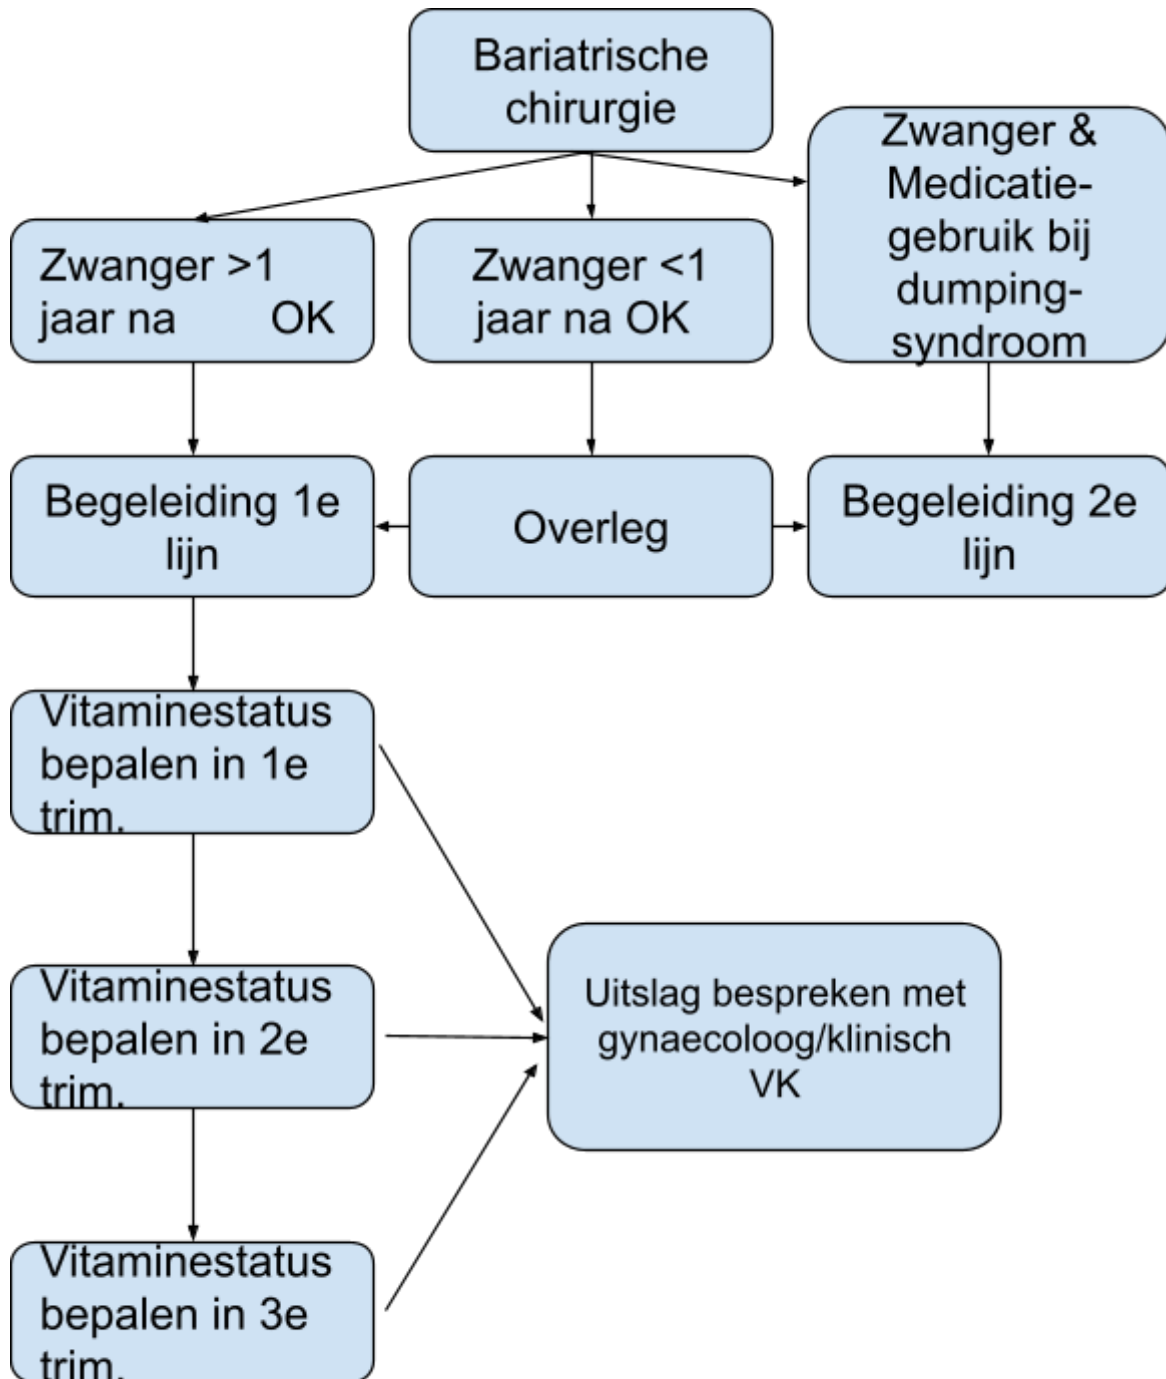 Bariatrische
chirurgie
Zwanger &
Medicatie-
gebruik bij
dumping-
syndroom
Zwanger >1
jaar na OK
Zwanger <1
jaar na OK
Begeleiding 1e
lijn
Overleg
Begeleiding 2e
lijn
Vitaminestatus
bepalen in 1e
trim.
Vitaminestatus
bepalen in 2e
trim.
Uitslag bespreken met
gynaecoloog/klinisch
VK
Vitaminestatus
bepalen in 3e
trim.